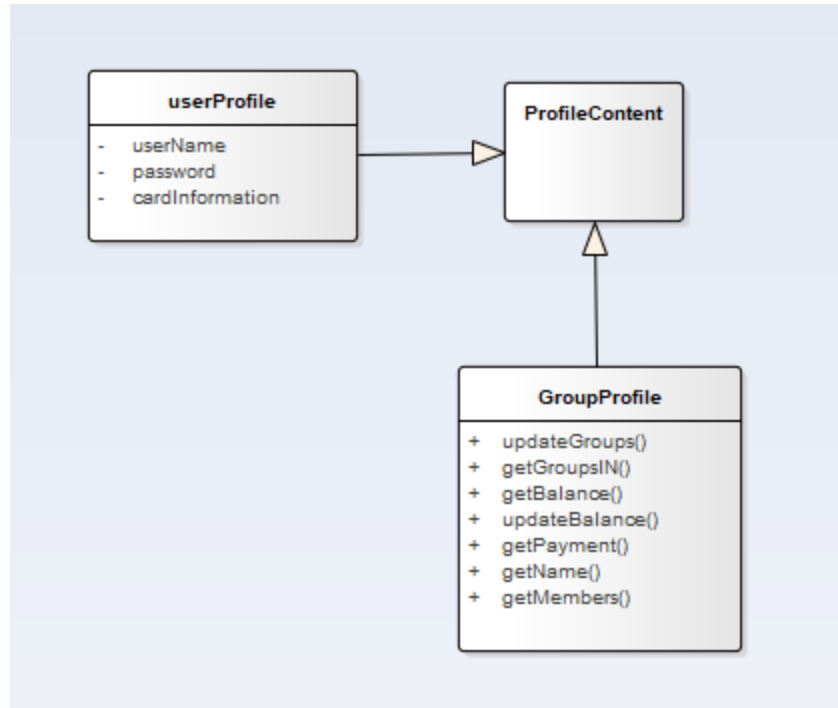 userProfile
- userName
- password
- cardInformation
ProfileContent
GroupProfile
+ updateGroups()
+ getGroupsIN()
+ getBalance()
+ updateBalance()
+ getPayment()
+ getName()
+ getMembers()